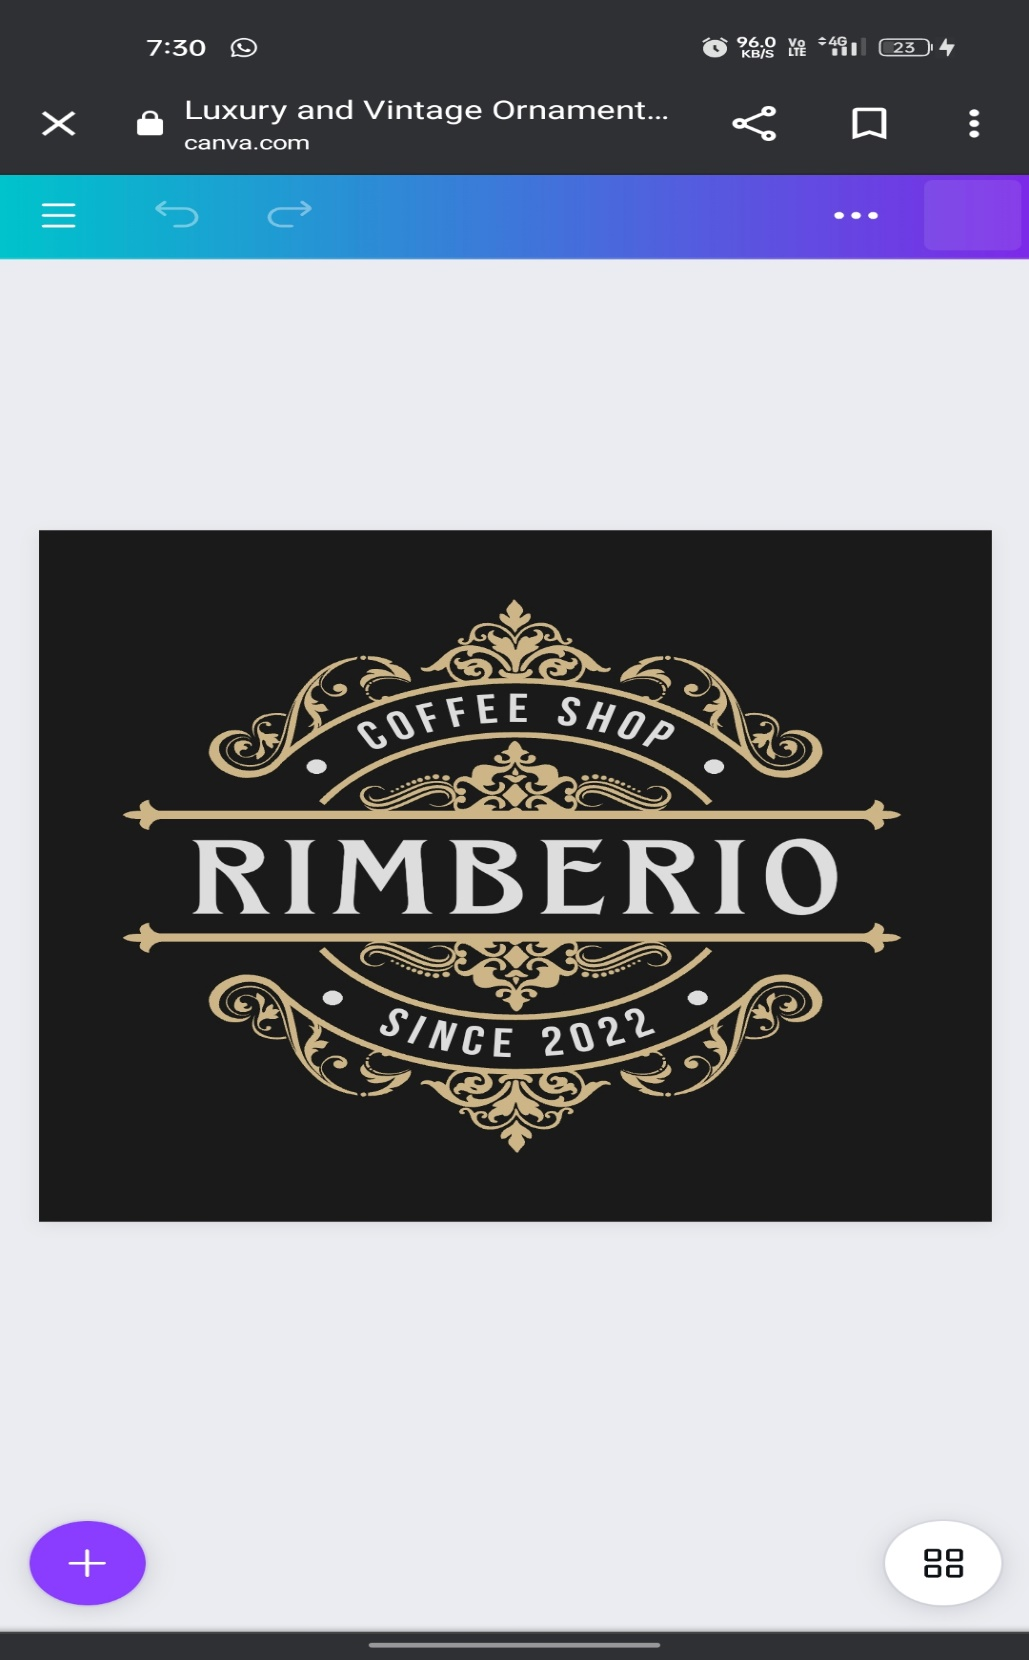 7:30
96.0
KB/S
Vo
LTE
4G
23
Luxury and Vintage Ornament...
canva.com
COFFEE SHOP
RIMBERIO
SINCE 2022